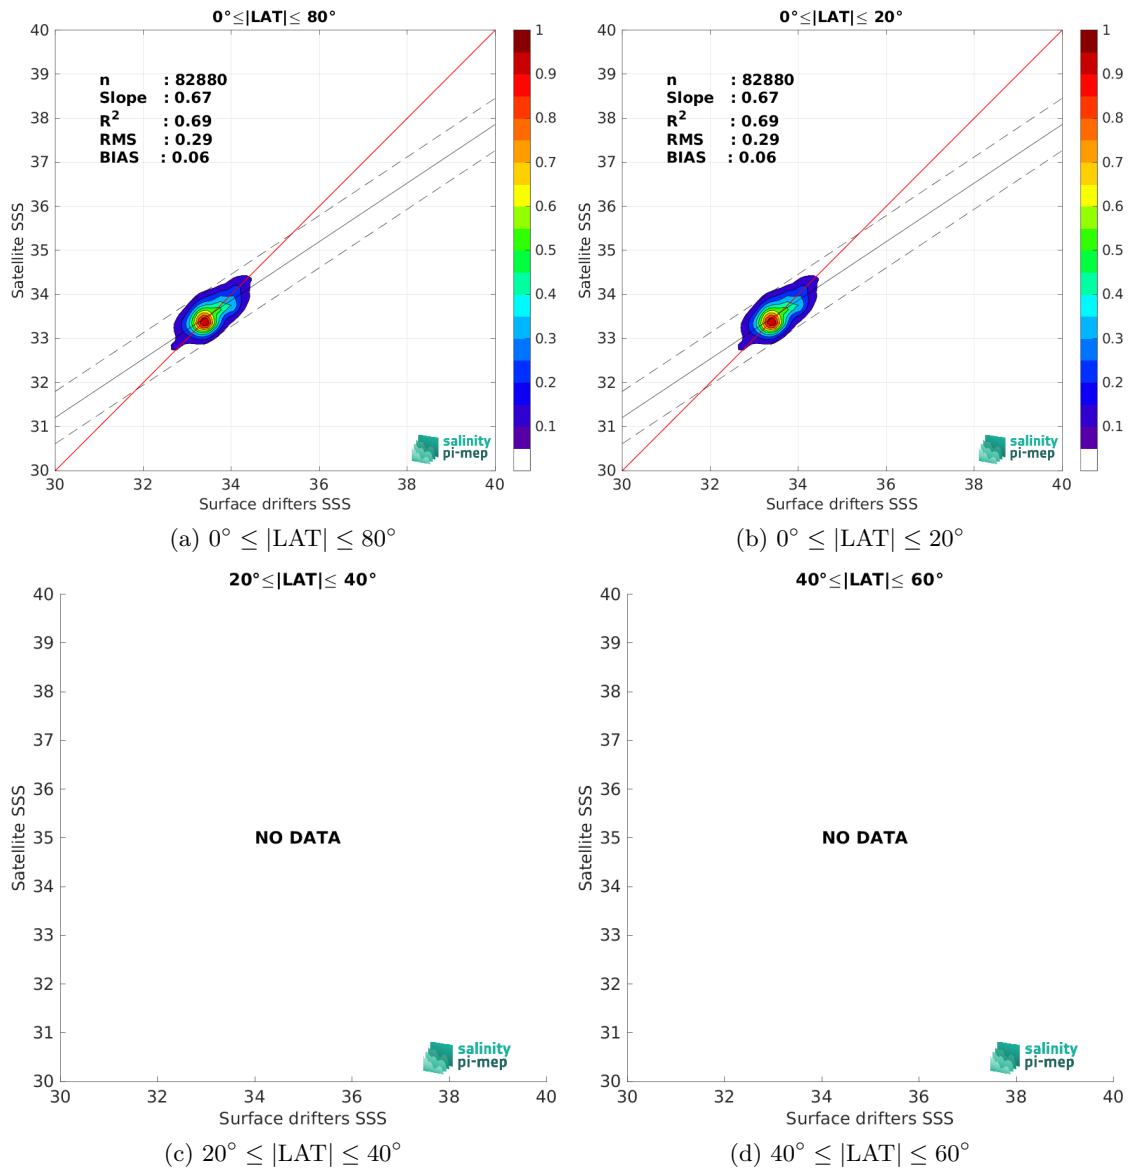 0°≤|LAT|≤ 80°
40
39
38
37
36
35
34
33
32
31
30
30
32
34
36
38
40
Satellite SSS
Surface drifters SSS
n : 82880
Slope : 0.67
R² : 0.69
RMS : 0.29
BIAS : 0.06
1
0.9
0.8
0.7
0.6
0.5
0.4
0.3
0.2
0.1
salinity
pi-mep
(a) 0° ≤ |LAT| ≤ 80°
0°≤|LAT|≤ 20°
40
39
38
37
36
35
34
33
32
31
30
30
32
34
36
38
40
Satellite SSS
Surface drifters SSS
n : 82880
Slope : 0.67
R² : 0.69
RMS : 0.29
BIAS : 0.06
1
0.9
0.8
0.7
0.6
0.5
0.4
0.3
0.2
0.1
salinity
pi-mep
(b) 0° ≤ |LAT| ≤ 20°
20°≤|LAT|≤ 40°
40
39
38
37
36
35
34
33
32
31
30
30
32
34
36
38
40
Satellite SSS
Surface drifters SSS
NO DATA
salinity
pi-mep
(c) 20° ≤ |LAT| ≤ 40°
40°≤|LAT|≤ 60°
40
39
38
37
36
35
34
33
32
31
30
30
32
34
36
38
40
Satellite SSS
Surface drifters SSS
NO DATA
salinity
pi-mep
(d) 40° ≤ |LAT| ≤ 60°